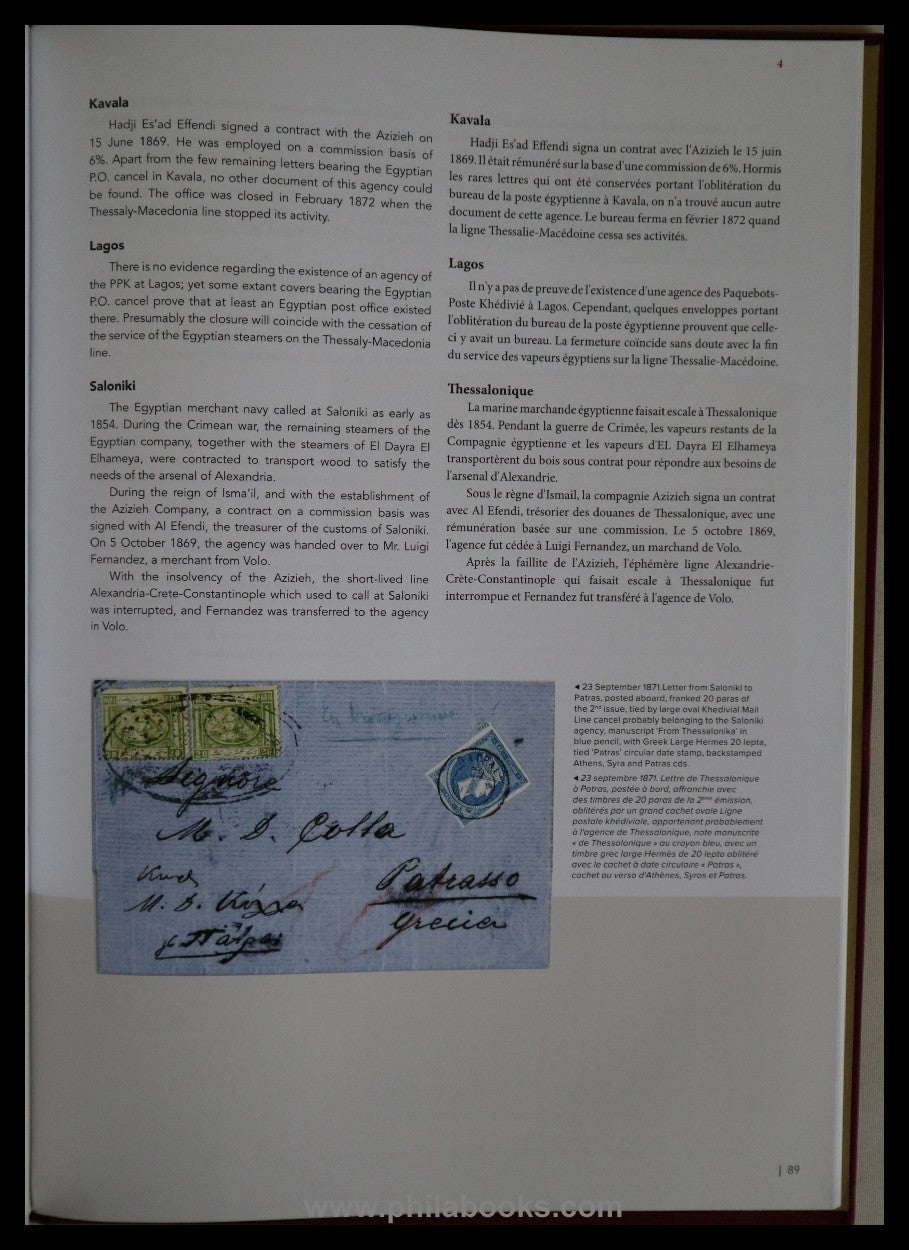 4
Kavala
Hadji Es'ad Effendi signed a contract with the Azizieh on
15 June 1869. He was employed on a commission basis of
6%. Apart from the few remaining letters bearing the Egyptian
P.O. cancel in Kavala, no other document of this agency could
be found. The office was closed in February 1872 when the
Thessaly-Macedonia line stopped its activity.
Lagos
There is no evidence regarding the existence of an agency of
the PPK at Lagos; yet some extant covers bearing the Egyptian
P.O. cancel prove that at least an Egyptian post office existed
there. Presumably the closure will coincide with the cessation of
the service of the Egyptian steamers on the Thessaly-Macedonia
line.
Saloniki
The Egyptian merchant navy called at Saloniki as early as
1854. During the Crimean war, the remaining steamers of the
Egyptian company, together with the steamers of El Dayra El
Elhameya, were contracted to transport wood to satisfy the
needs of the arsenal of Alexandria.
During the reign of Isma'il, and with the establishment of
the Azizieh Company, a contract on a commission basis was
signed with Al Efendi, the treasurer of the customs of Saloniki.
On 5 October 1869, the agency was handed over to Mr. Luigi
Fernandez, a merchant from Volo.
With the insolvency of the Azizieh, the short-lived line
Alexandria-Crete-Constantinople which used to call at Saloniki
was interrupted, and Fernandez was transferred to the agency
in Volo.
Kavala
Hadji Es'ad Effendi signa un contrat avec l'Azizieh le 15 juin
1869. Il était rémunéré sur la base d'une commission de 6%. Hormis
les rares lettres qui ont été conservées portant l'oblitération du
bureau de la poste égyptienne à Kavala, on n'a trouvé aucun autre
document de cette agence. Le bureau ferma en février 1872 quand
la ligne Thessalie-Macédoine cessa ses activités.
Lagos
Il n'y a pas de preuve de l'existence d'une agence des Paquebots-
Poste Khédivié à Lagos. Cependant, quelques enveloppes portant
l'oblitération du bureau de la poste égyptienne prouvent que celle-
ci y avait un bureau. La fermeture coïncide sans doute avec la fin
du service des vapeurs égyptiens sur la ligne Thessalie-Macédoine.
Thessalonique
La marine marchande égyptienne faisait escale à Thessalonique
dès 1854. Pendant la guerre de Crimée, les vapeurs restants de la
Compagnie égyptienne et les vapeurs d'EL Dayra El Elhameya
transportèrent du bois sous contrat pour répondre aux besoins de
l'arsenal d'Alexandrie.
Sous le règne d'Ismail, la compagnie Azizieh signa un contrat
avec Al Efendi, trésorier des douanes de Thessalonique, avec une
rémunération basée sur une commission. Le 5 octobre 1869,
l'agence fut cédée à Luigi Fernandez, un marchand de Volo.
Après la faillite de l'Azizieh, l'éphémère ligne Alexandrie-
Crète-Constantinople qui faisait escale à Thessalonique fut
interrompue et Fernandez fut transféré à l'agence de Volo.
Signore
M. D. Colla
Patrasso
Grecia
◄ 23 September 1871.Letter from Saloniki to
Patras, posted aboard, franked 20 paras of
the 2nd issue, tied by large oval Khedivial Mail
Line cancel probably belonging to the Saloniki
agency, manuscript 'From Thessalonika' in
blue pencil, with Greek Large Hermes 20 lepta,
tied 'Patras' circular date stamp, backstamped
Athens, Syra and Patras cds.
◄ 23 septembre 1871. Lettre de Thessalonique
à Patras, postée à bord, affranchie avec
des timbres de 20 paras de la 2ème émission,
oblitérés par un grand cachet ovale Ligne
postale khédiviale, appartenant probablement
à l'agence de Thessalonique, note manuscrite
« de Thessalonique » au crayon bleu, avec un
timbre grec large Hermès de 20 lepta oblitéré
avec le cachet à date circulaire « Patras »,
cachet au verso d'Athènes, Syros et Patras.
| 89
www.philabooks.com